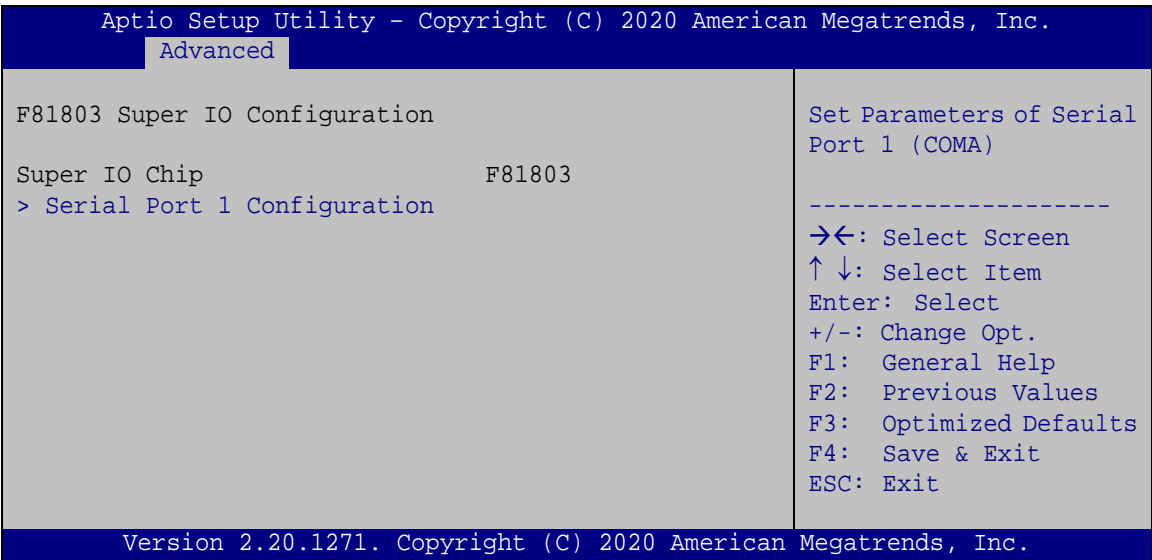 Aptio Setup Utility – Copyright (C) 2020 American Megatrends, Inc.
Advanced
F81803 Super IO Configuration
Super IO Chip F81803
> Serial Port 1 Configuration
Set Parameters of Serial
Port 1 (COMA)
---------------------
→←: Select Screen
↑ ↓: Select Item
Enter: Select
+/-: Change Opt.
F1: General Help
F2: Previous Values
F3: Optimized Defaults
F4: Save & Exit
ESC: Exit
Version 2.20.1271. Copyright (C) 2020 American Megatrends, Inc.